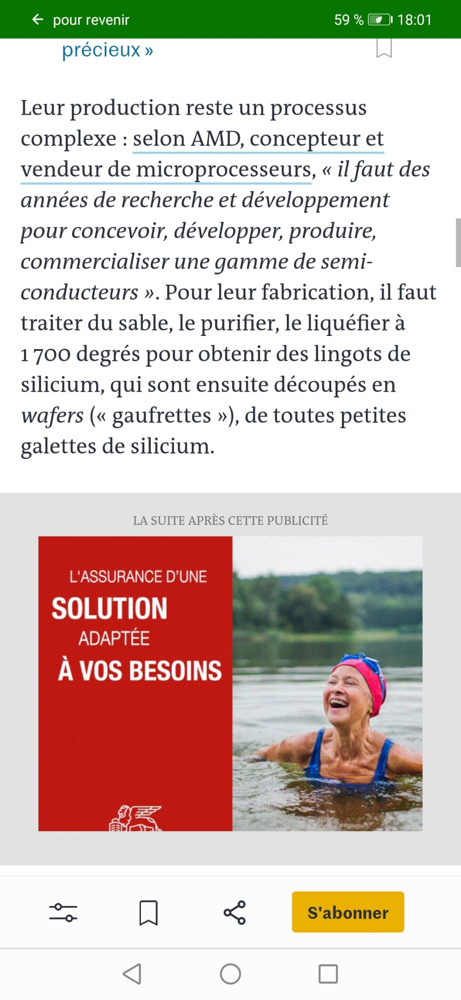 ← pour revenir
59 % 18:01
précieux »
Leur production reste un processus
complexe : selon AMD, concepteur et
vendeur de microprocesseurs, « il faut des
années de recherche et développement
pour concevoir, développer, produire,
commercialiser une gamme de semi-
conducteurs ». Pour leur fabrication, il faut
traiter du sable, le purifier, le liquéfier à
1 700 degrés pour obtenir des lingots de
silicium, qui sont ensuite découpés en
wafers (« gaufrettes »), de toutes petites
galettes de silicium.
LA SUITE APRÈS CETTE PUBLICITÉ
L'ASSURANCE D'UNE
SOLUTION
ADAPTÉE
À VOS BESOINS
S'abonner